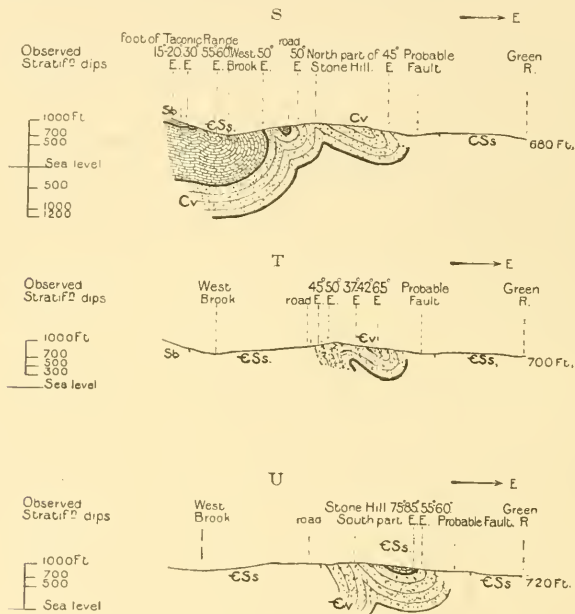 S
→ E
foot of Taconic Range road
Observed 15-20 30 55-60 West 50° 50° North part of 45° Probable Green
Stratifn dips E. E. E. Brook E. E. Stone Hill. E. Fault R.
Sb ЄSs. Cv ЄSs 680 Ft.
1000 Ft
700
500
Sea level
500
1000
1200
Cv
T
→ E
Observed West 45° 50° 37° 42° 65° Probable Green
Stratifn dips Brook road E. E. E. E. Fault R.
1000 Ft
700
500
300
Sea level
Sb ЄSs. Єv ЄSs, 700 Ft.
U
→ E
Observed West Stone Hill 75° 85° 55° 60° Green
Stratifn dips Brook road South part E. E. Probable Fault. R
1000 Ft
700
500
Sea level
ЄSs ЄSs ЄSs 720 Ft.
Єv